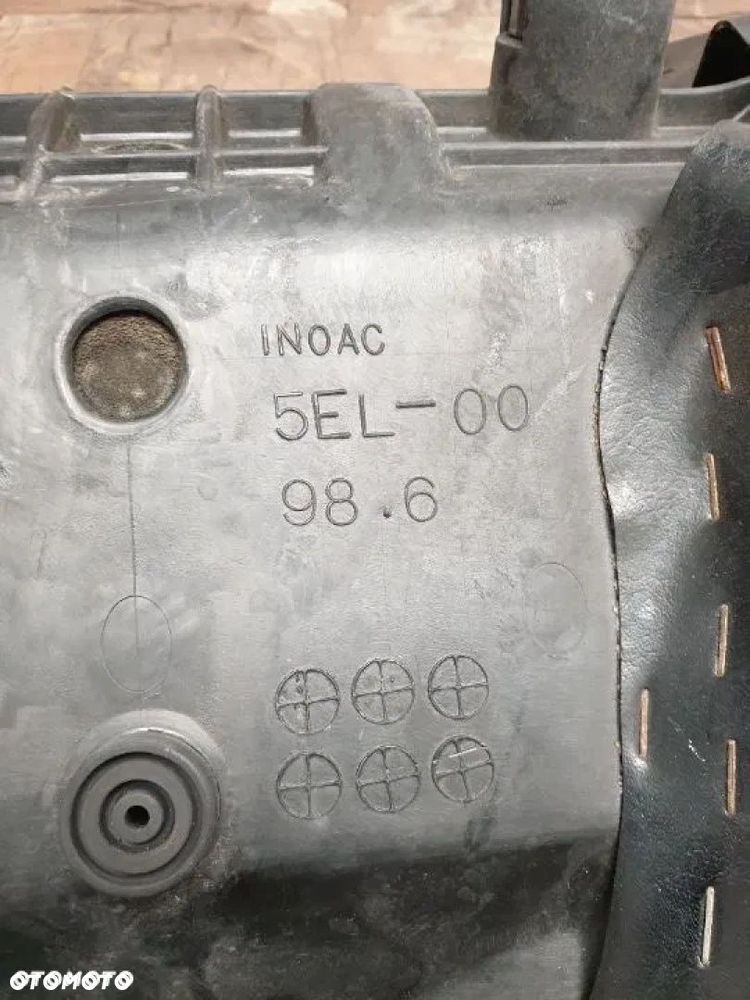 INOAC
5EL-00
98.6
OTOMOTO